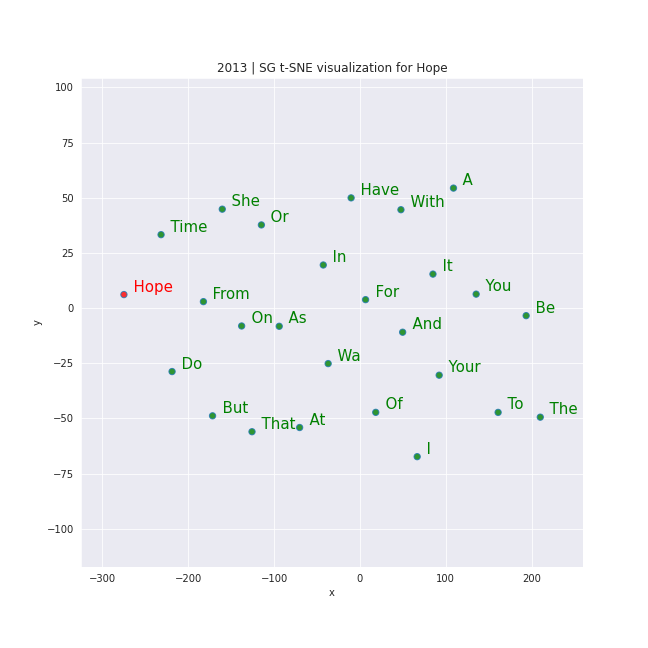 2013 | SG t-SNE visualization for Hope
100
75
50
25
0
−25
−50
−75
−100
y
A
Have
She
With
Or
Time
In
It
Hope
You
From
For
Be
On
As
And
Wa
Do
Your
But
Of
To
The
That
At
I
−300
−200
−100
0
100
200
x